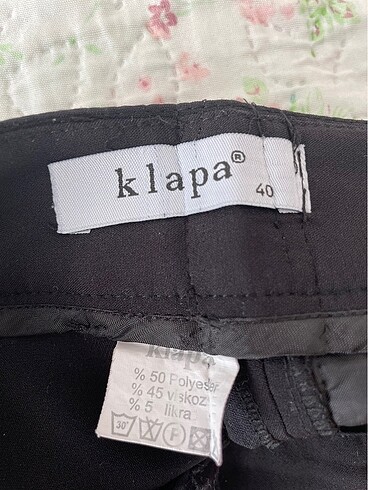 klapa®
40
klapa
% 50 Polyester
% 45 viskoz
% 5 likra
30°
F